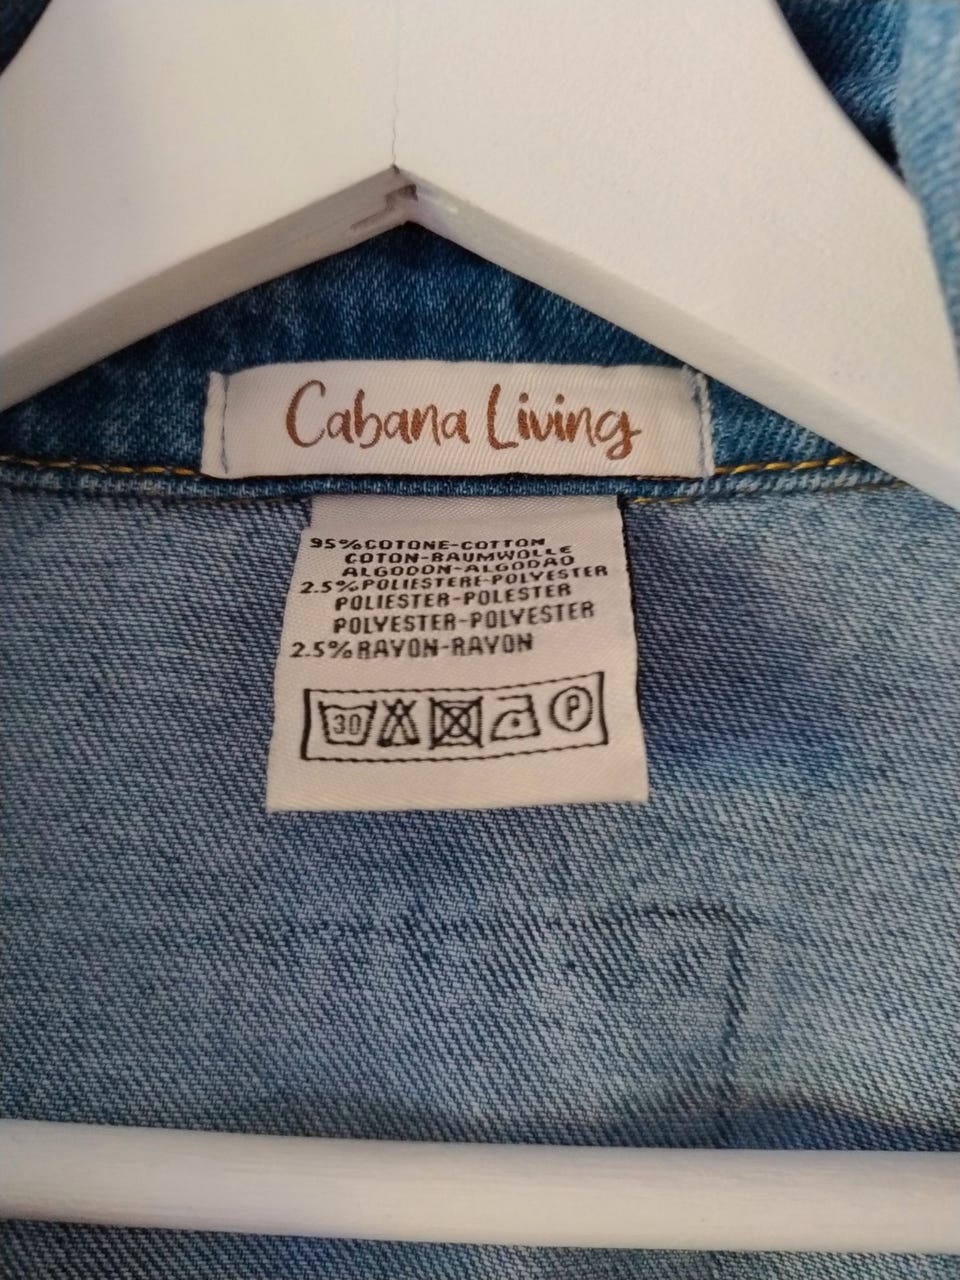 Cabana Living
95%COTONE-COTTON
COTON-BAUMWOLLE
ALGODON-ALGODAO
2.5%POLIESTERE-POLYESTER
POLIESTER-POLESTER
POLYESTER-POLYESTER
2.5%RAYON-RAYON
30 P